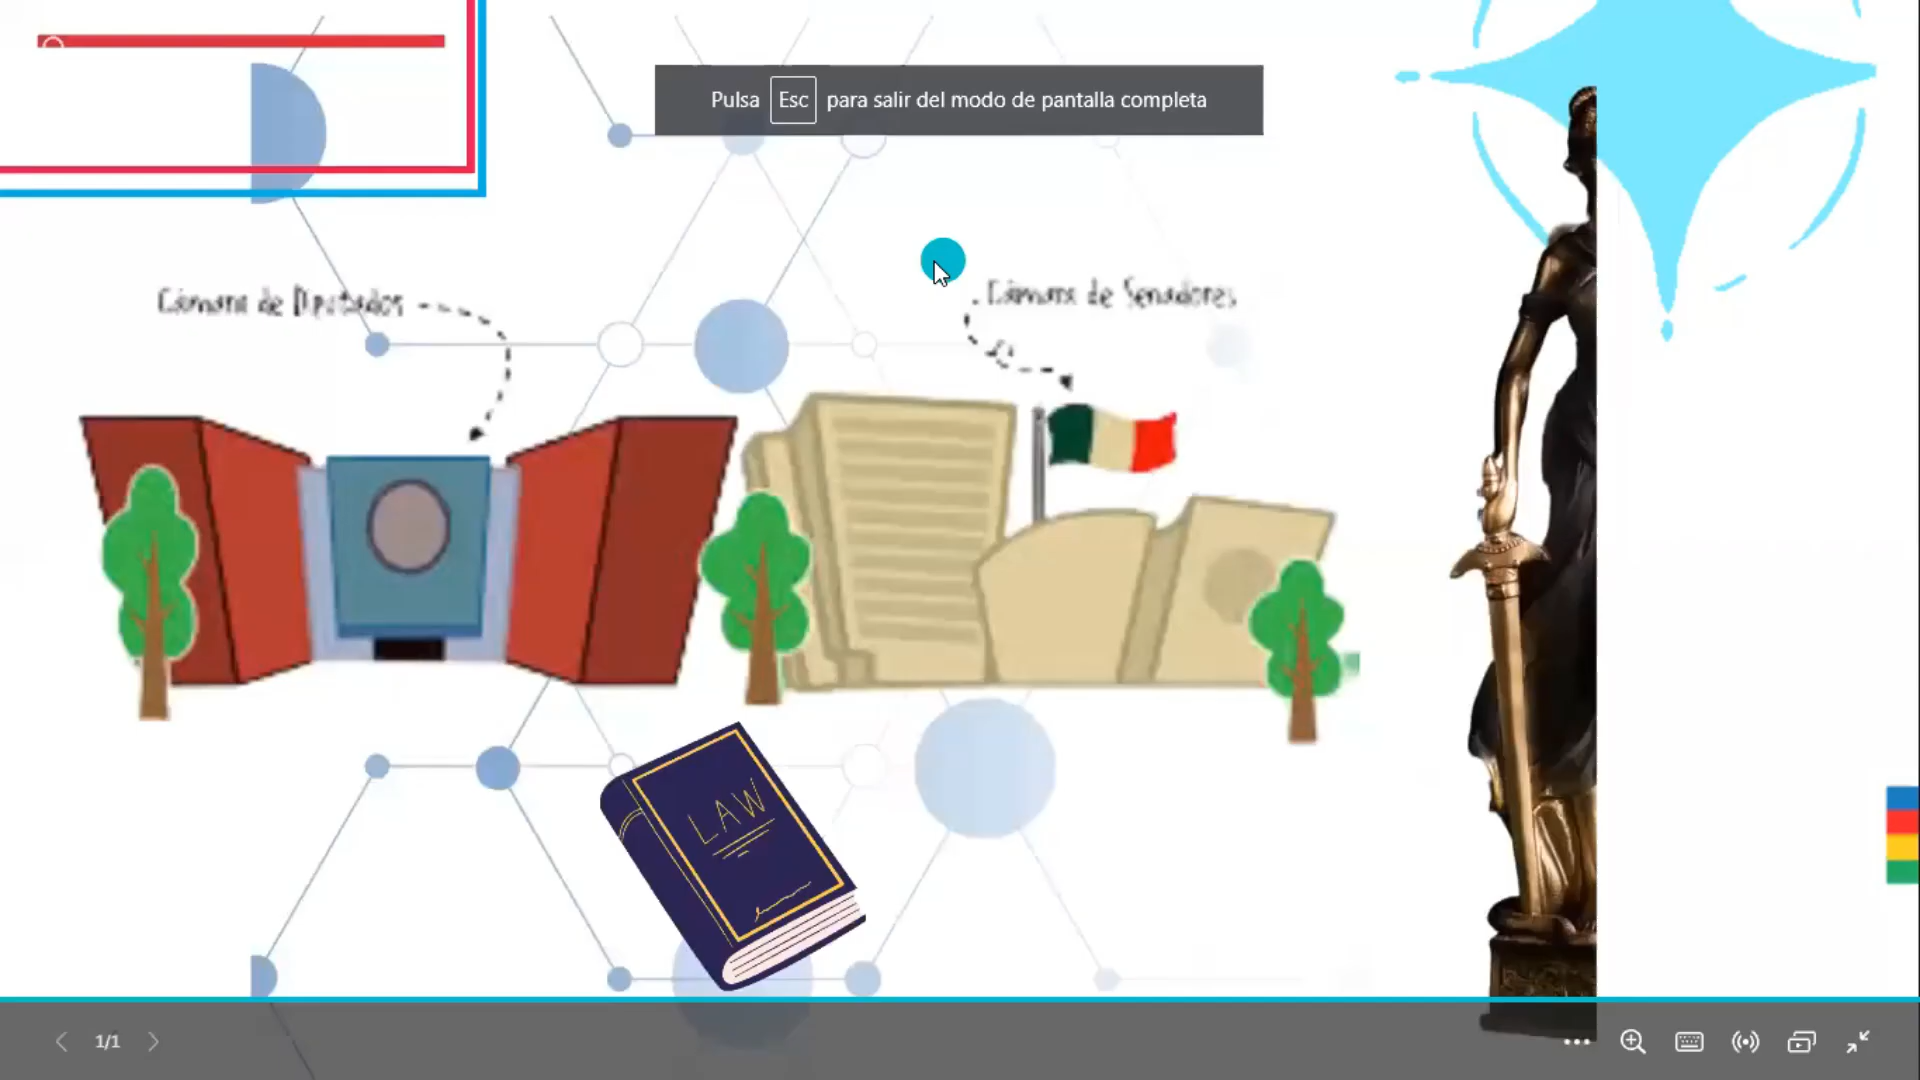 Pulsa Esc para salir del modo de pantalla completa
Cámara de Diputados
Cámara de Senadores
LAW
1/1